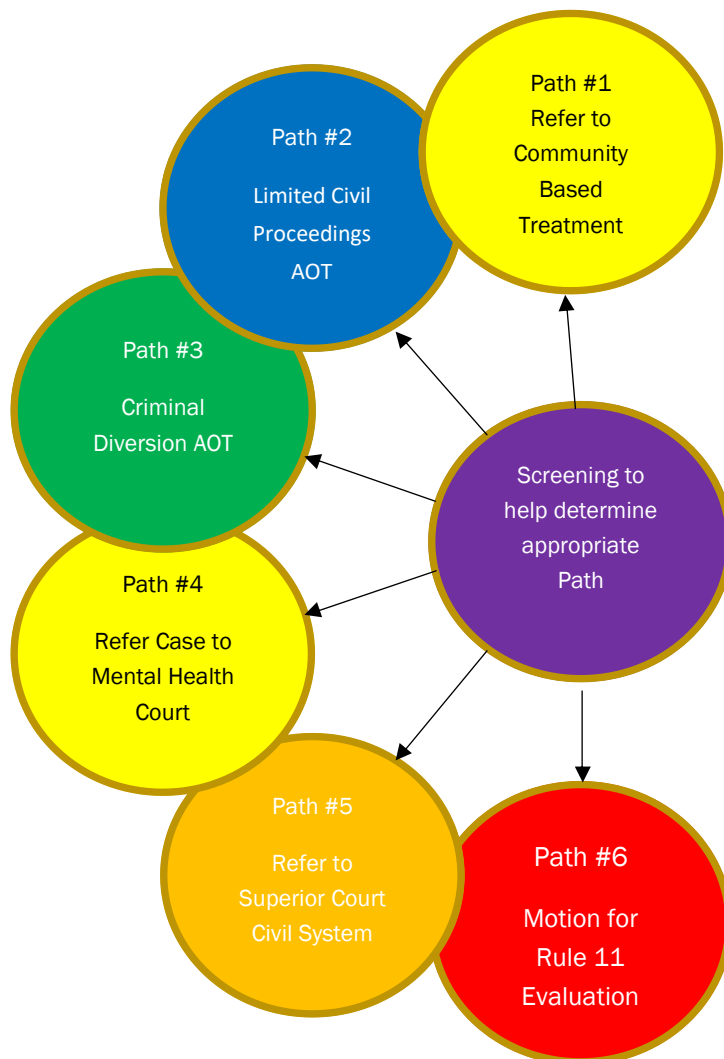 Path #1
Refer to
Community
Based
Treatment
Path #2
Limited Civil
Proceedings
AOT
Path #3
Criminal
Diversion AOT
Path #4
Refer Case to
Mental Health
Court
Path #5
Refer to
Superior Court
Civil System
Path #6
Motion for
Rule 11
Evaluation
Screening to
help determine
appropriate
Path